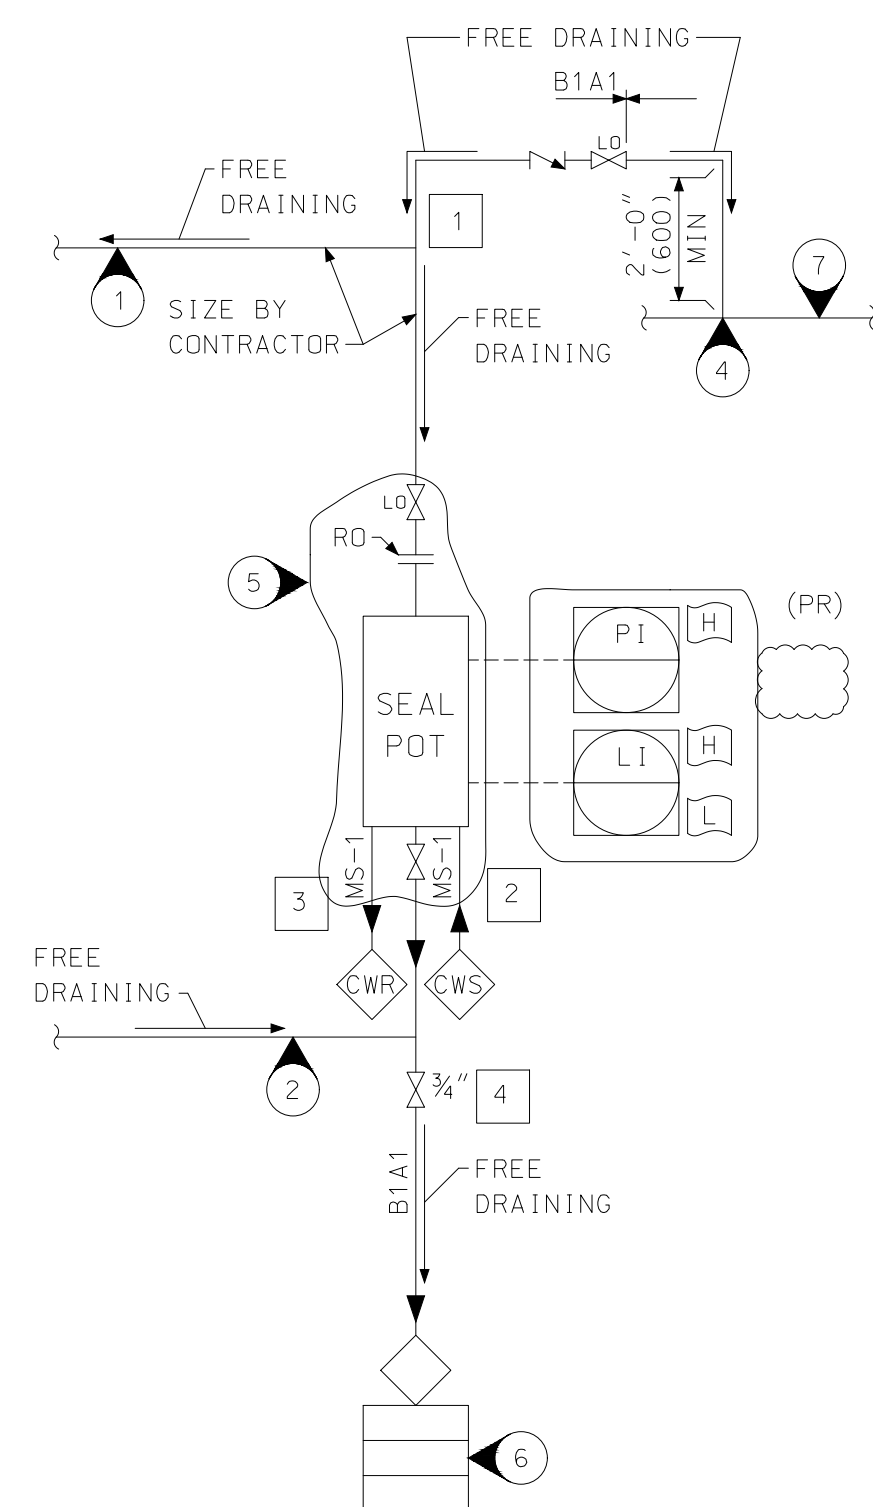 FREE DRAINING
B1A1
LO
FREE
DRAINING
1
2'-0"
(600)
MIN
7
1
SIZE BY
CONTRACTOR
FREE
DRAINING
4
LO
RO
5
(PR)
PI
H
SEAL
POT
LI
H
L
MS-1
MS-1
3
2
CWR
CWS
FREE
DRAINING
2
3/4"
4
B1A1
FREE
DRAINING
6